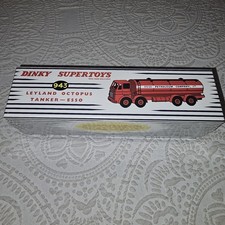 DINKY SUPERTOYS
943
LEYLAND OCTOPUS
TANKER - ESSO